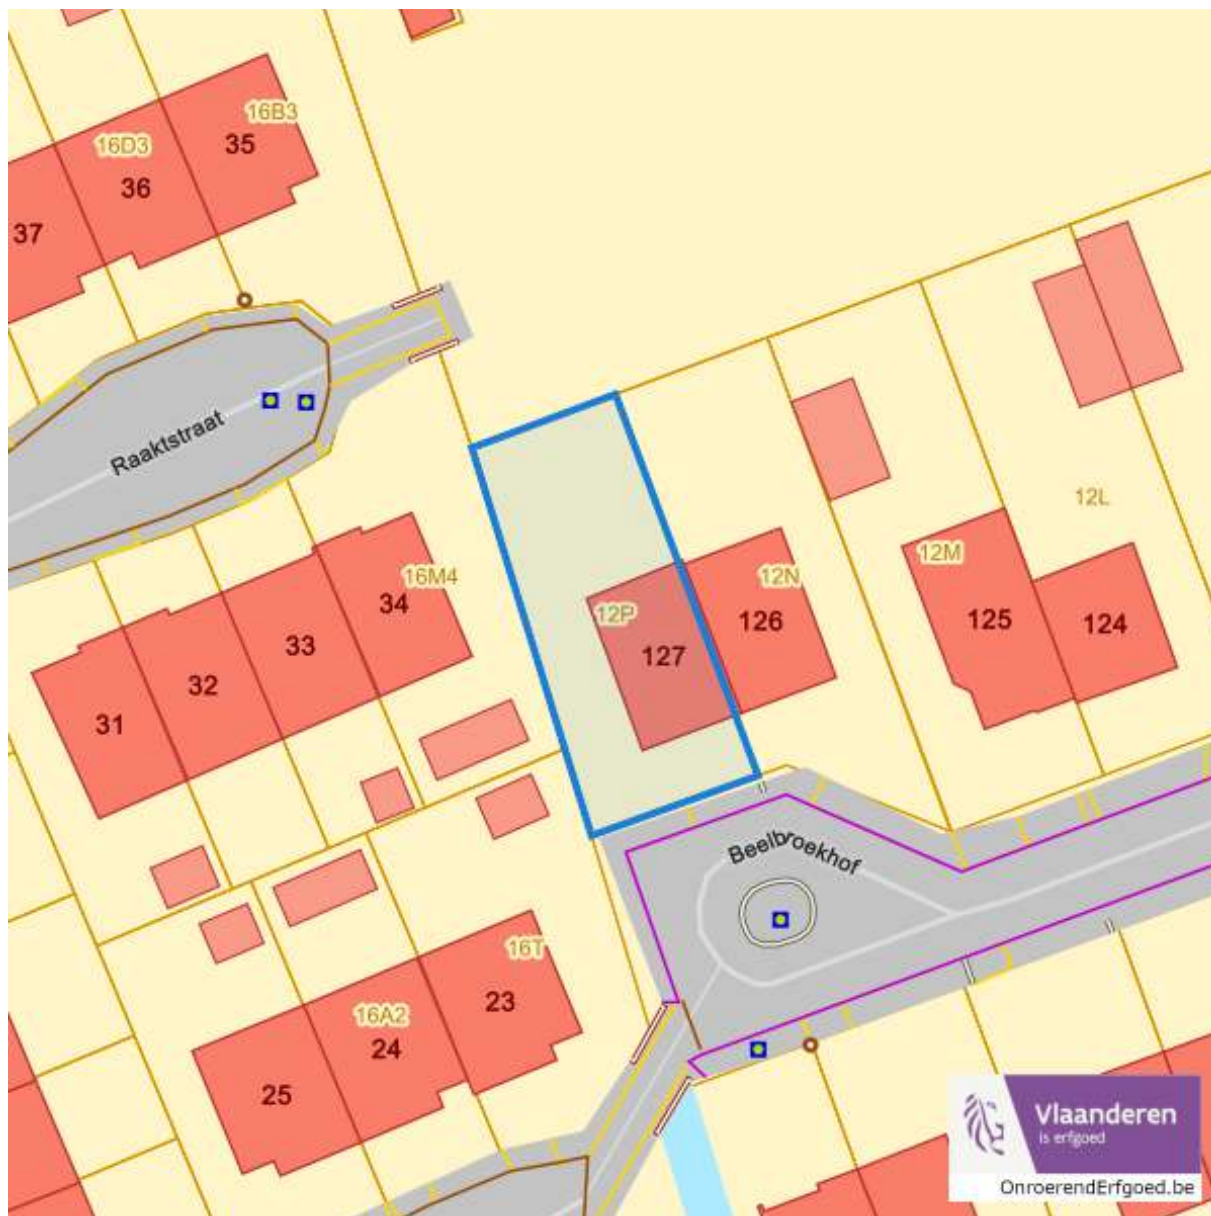 16B3
35
16D3
36
37
Raaktstraat
12L
12M
16M4
34
12N
12P
126
125
124
33
127
32
31
Beelbroekhof
16T
23
16A2
24
25
Vlaanderen
is erfgoed
OnroerendErfgoed.be